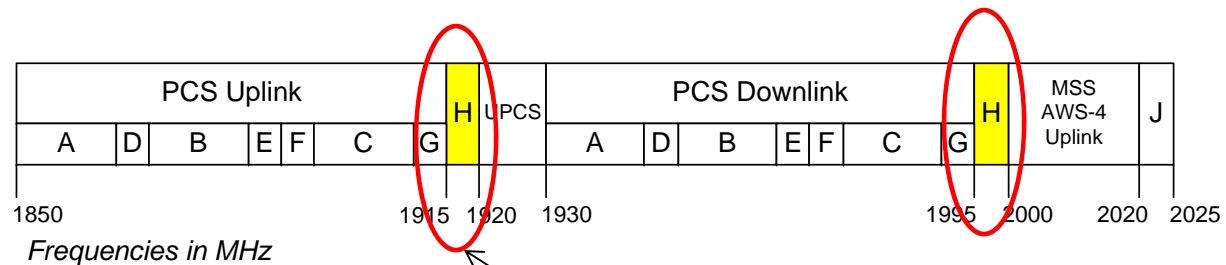 PCS Uplink H UPCS PCS Downlink H MSS AWS-4 Uplink J
A D B E F C G A D B E F C G
1850 1915 1920 1930 1995 2000 2020 2025
Frequencies in MHz